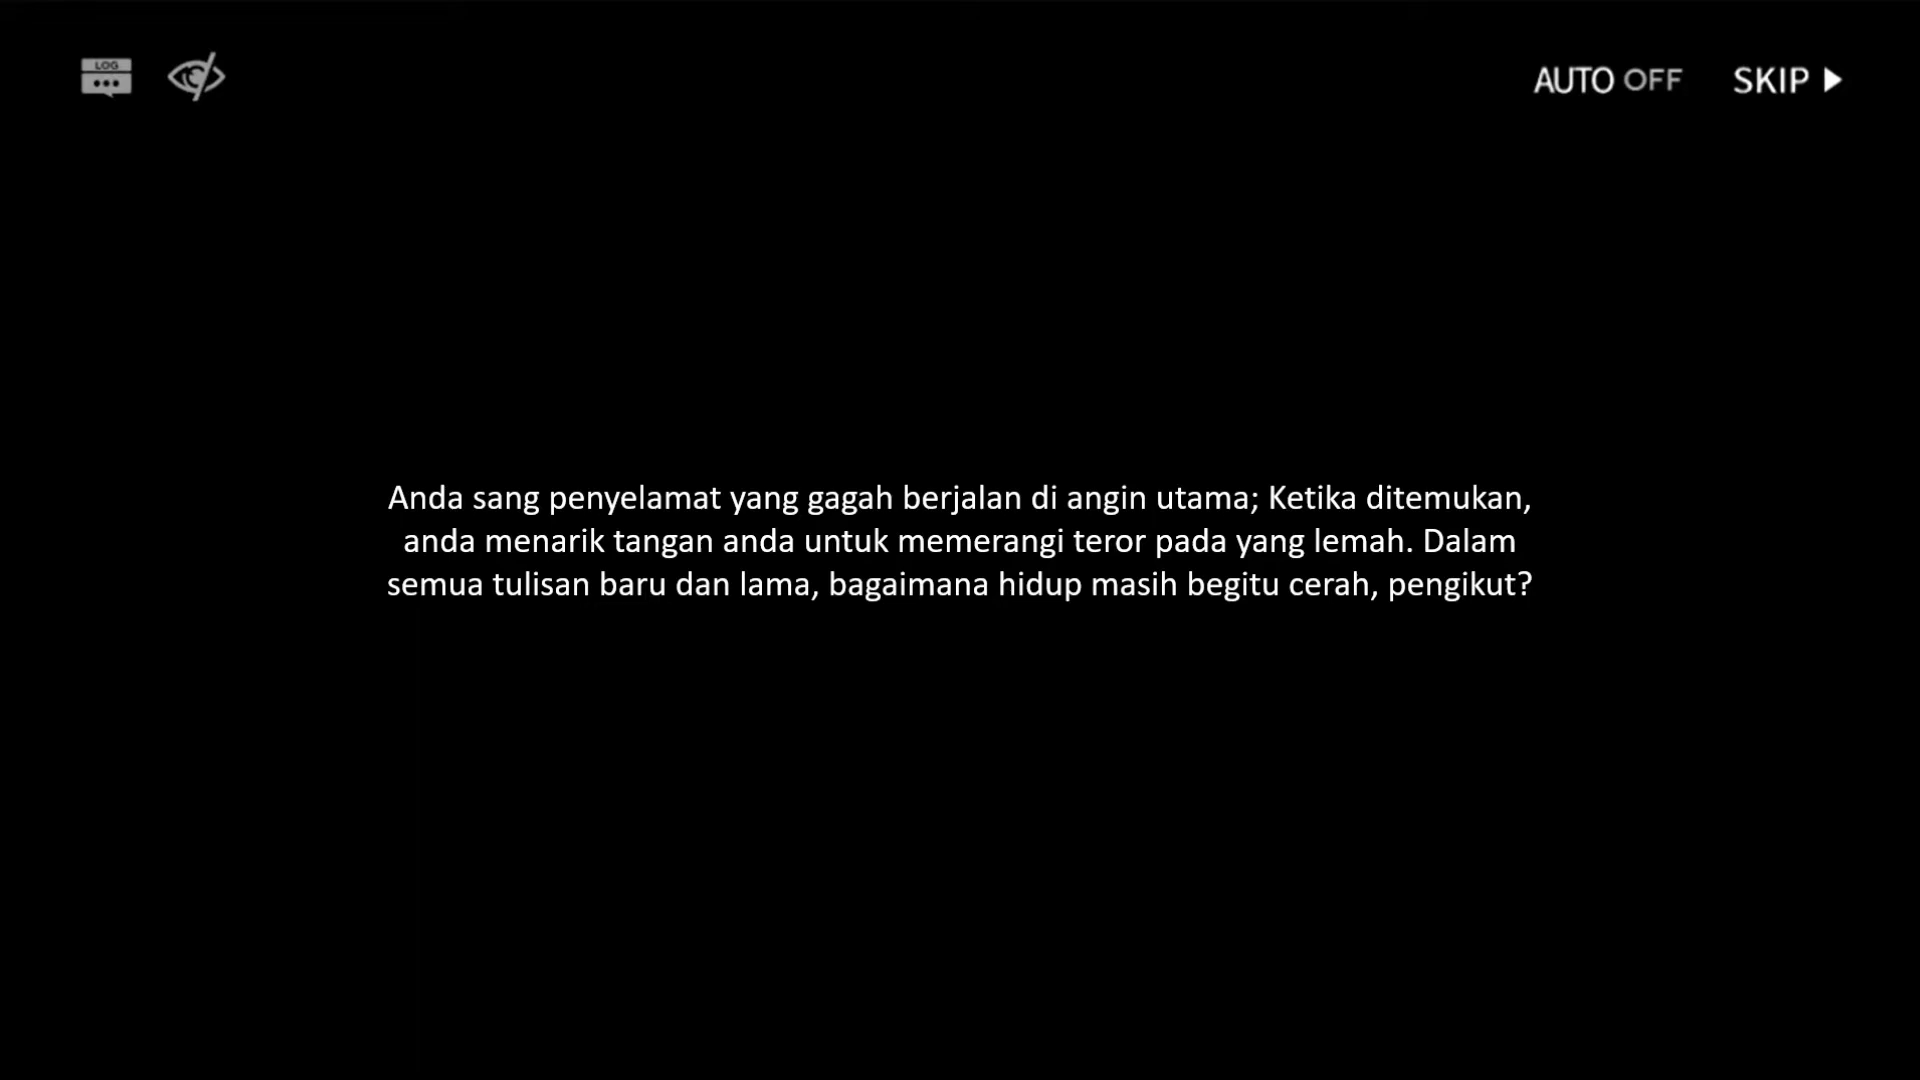 LOG
AUTO OFF SKIP
Anda sang penyelamat yang gagah berjalan di angin utama; Ketika ditemukan,
anda menarik tangan anda untuk memerangi teror pada yang lemah. Dalam
semua tulisan baru dan lama, bagaimana hidup masih begitu cerah, pengikut?